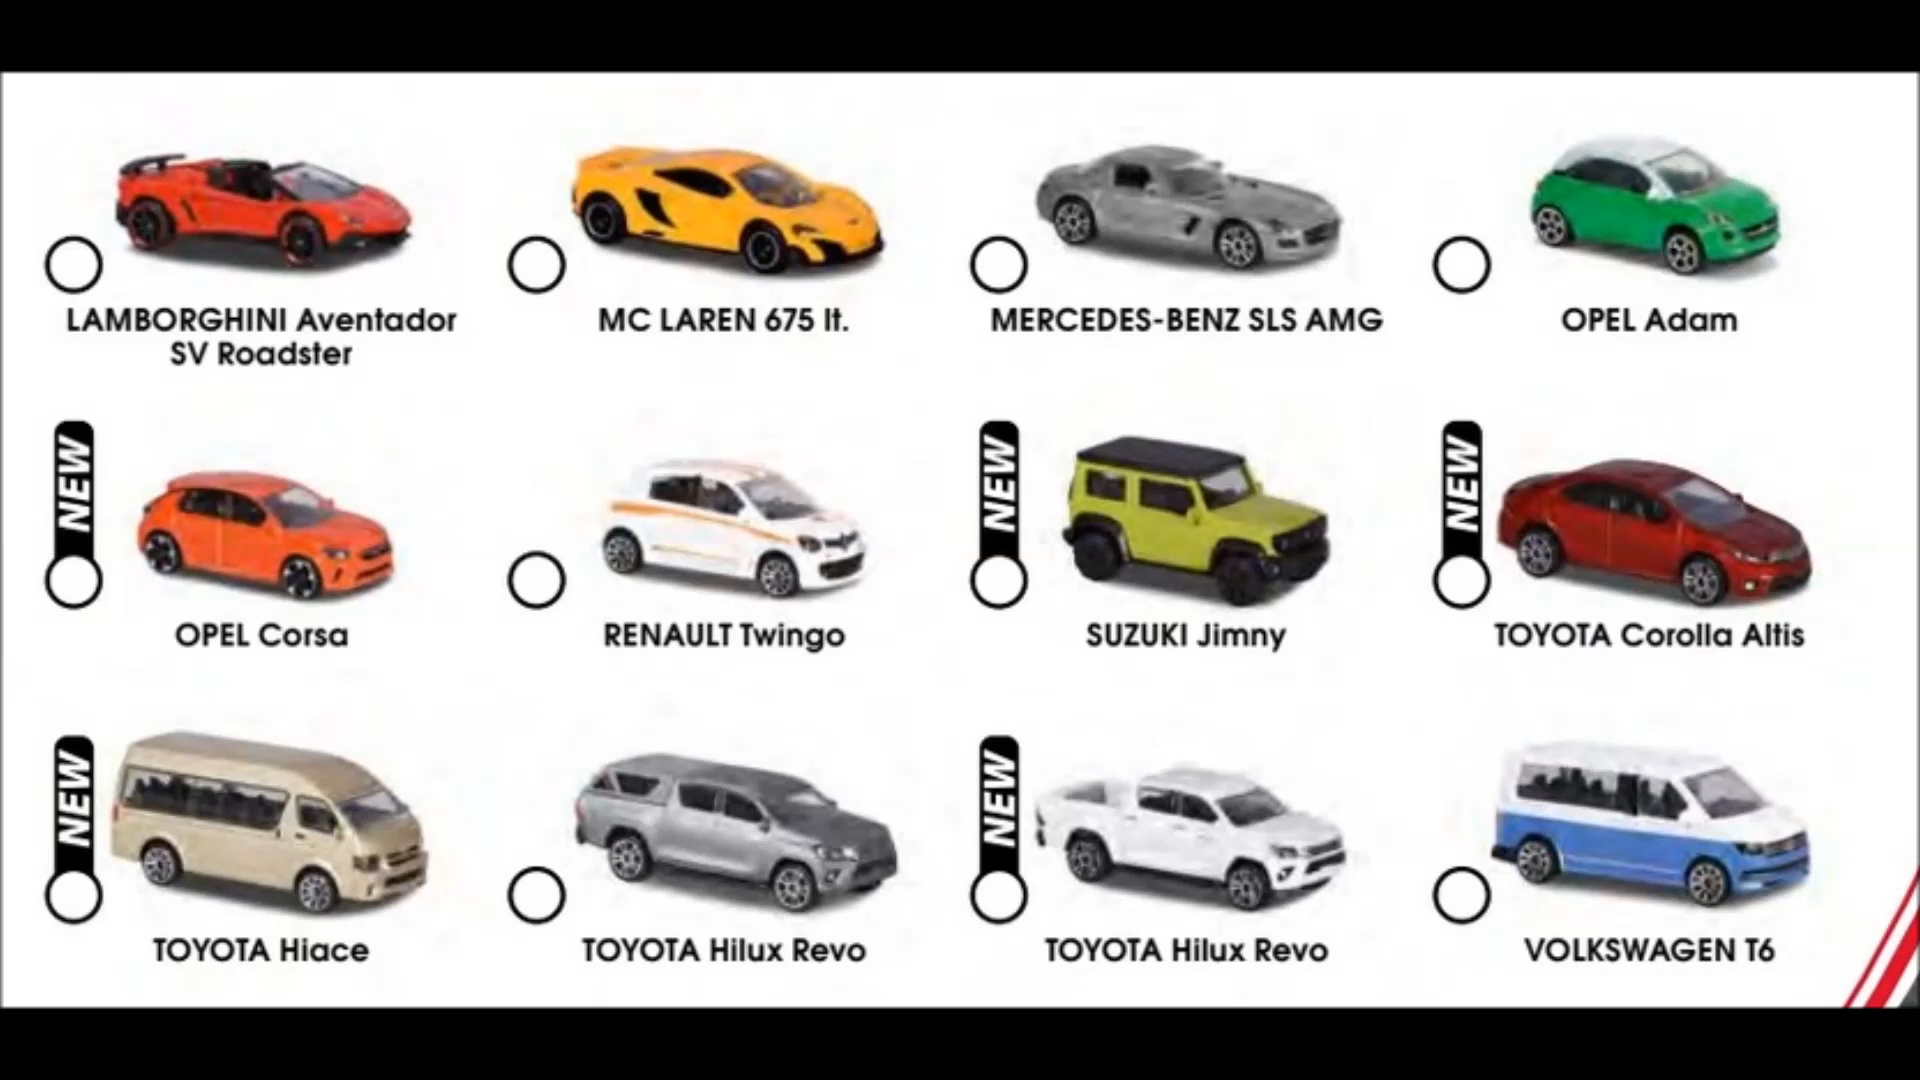 LAMBORGHINI Aventador
SV Roadster
MC LAREN 675 lt.
MERCEDES-BENZ SLS AMG
OPEL Adam
NEW
OPEL Corsa
RENAULT Twingo
NEW
SUZUKI Jimny
NEW
TOYOTA Corolla Altis
NEW
TOYOTA Hiace
TOYOTA Hilux Revo
NEW
TOYOTA Hilux Revo
VOLKSWAGEN T6